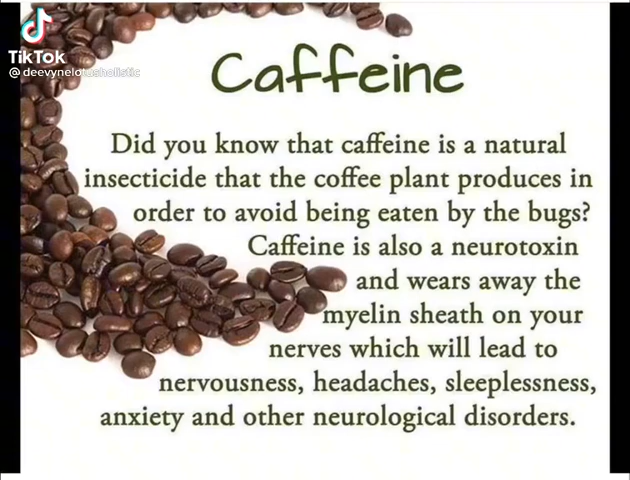 TikTok
@ deevynelotusholistic
Caffeine
Did you know that caffeine is a natural
insecticide that the coffee plant produces in
order to avoid being eaten by the bugs?
Caffeine is also a neurotoxin
and wears away the
myelin sheath on your
nerves which will lead to
nervousness, headaches, sleeplessness,
anxiety and other neurological disorders.